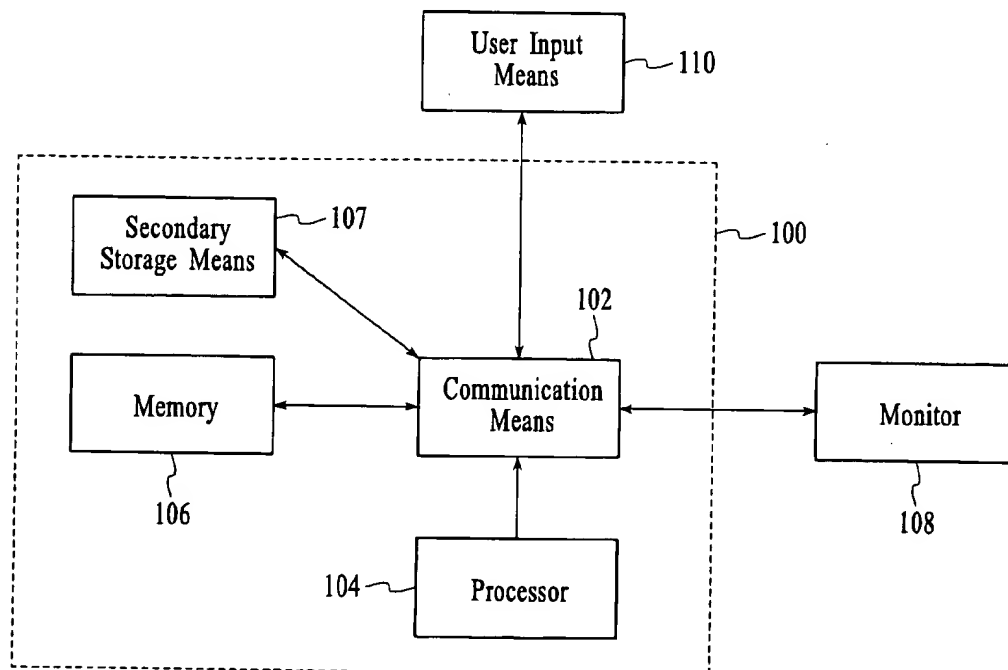 User Input
Means
110
Secondary
Storage Means
107
100
102
Memory
106
Communication
Means
Monitor
108
104
Processor